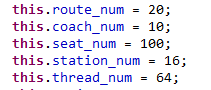 this.route_num = 20;
this.coach_num = 10;
this.seat_num = 100;
this.station_num = 16;
this.thread_num = 64;